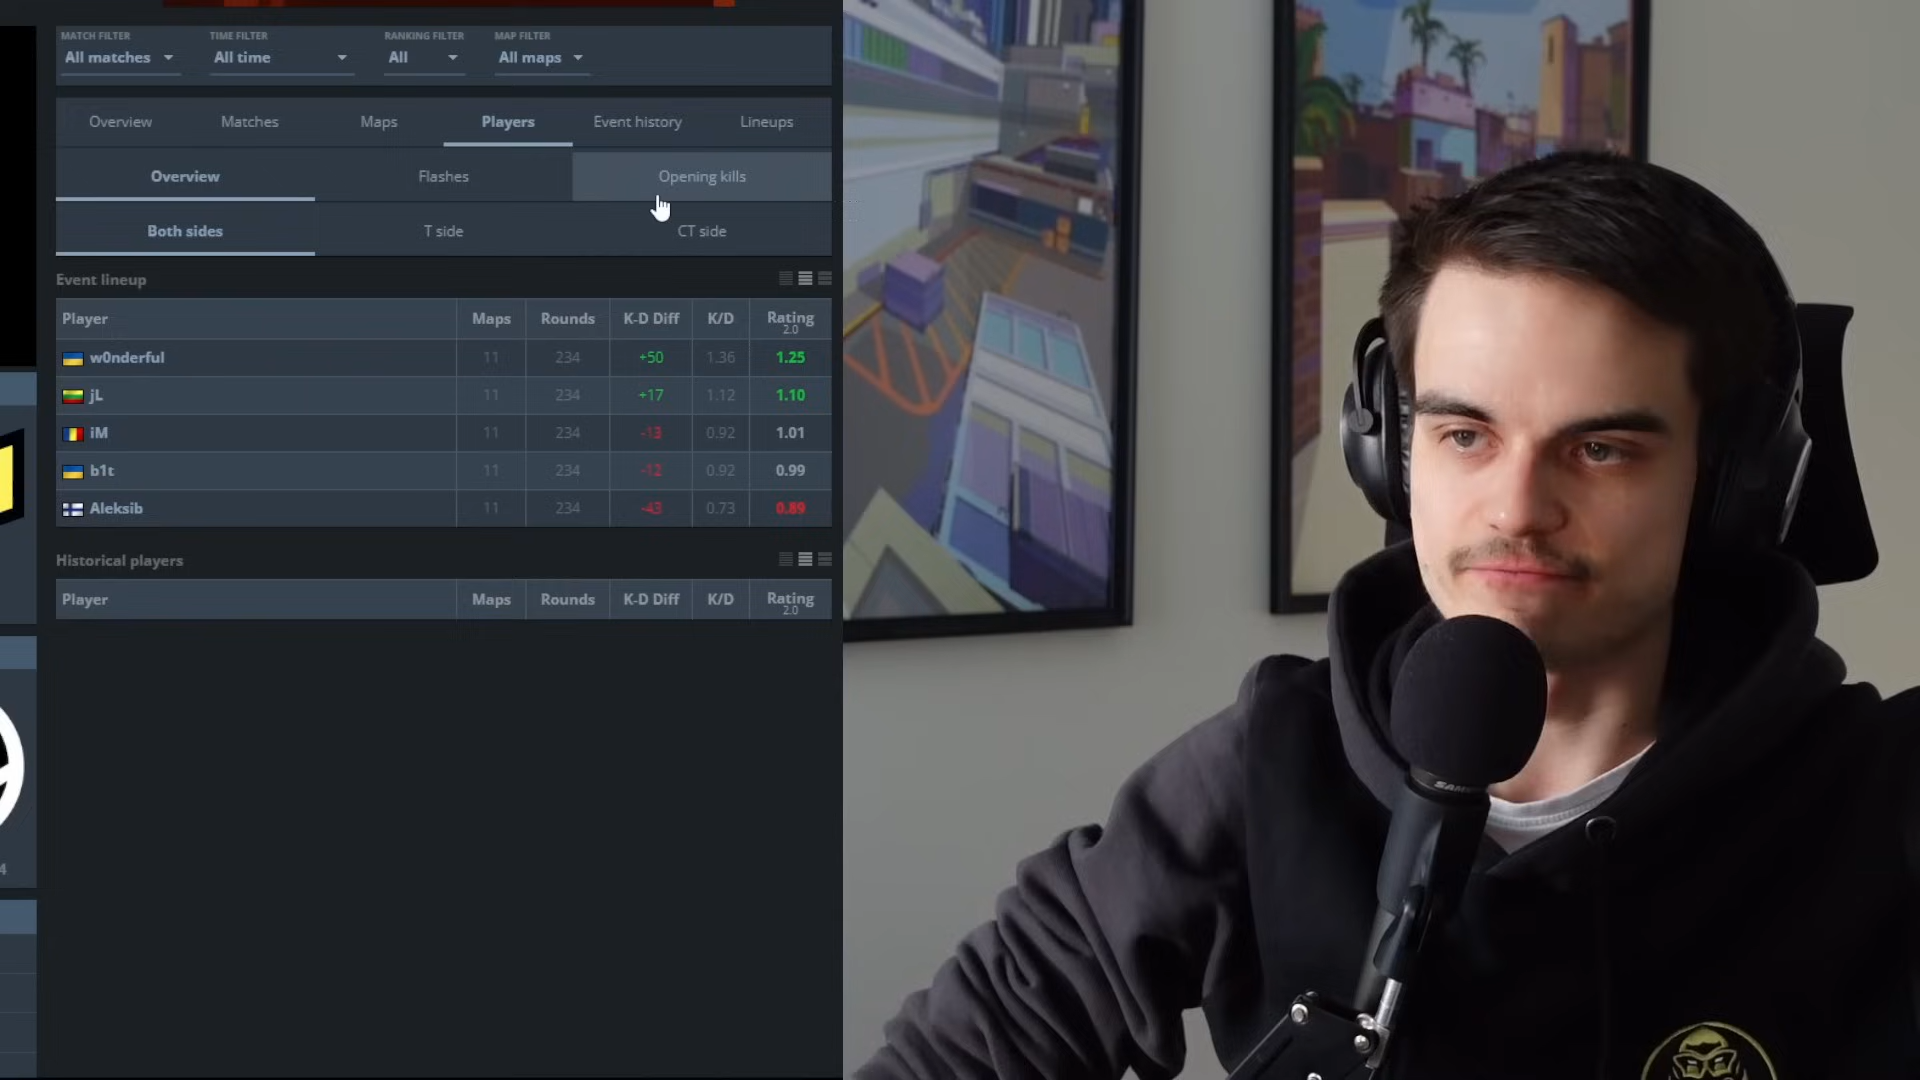 MATCH FILTER TIME FILTER RANKING FILTER MAP FILTER
All matches All time All All maps
Overview Matches Maps Players Event history Lineups
Overview Flashes Opening kills
Both sides T side CT side
Event lineup
Player Maps Rounds K-D Diff K/D Rating 2.0
w0nderful 11 234 +50 1.36 1.25
jL 11 234 +17 1.12 1.10
iM 11 234 -13 0.92 1.01
b1t 11 234 -12 0.92 0.99
Aleksib 11 234 -43 0.73 0.89
Historical players
Player Maps Rounds K-D Diff K/D Rating 2.0
4